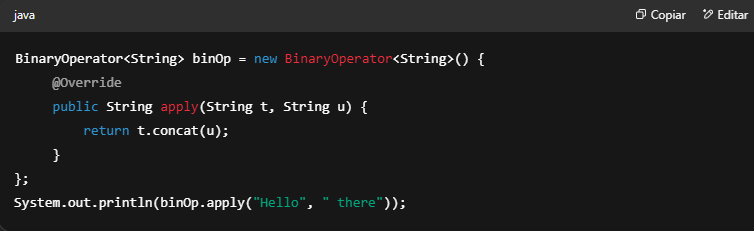 java
Copiar
Editar
BinaryOperator<String> binOp = new BinaryOperator<String>() {
    @Override
    public String apply(String t, String u) {
        return t.concat(u);
    }
};
System.out.println(binOp.apply("Hello", " there"));